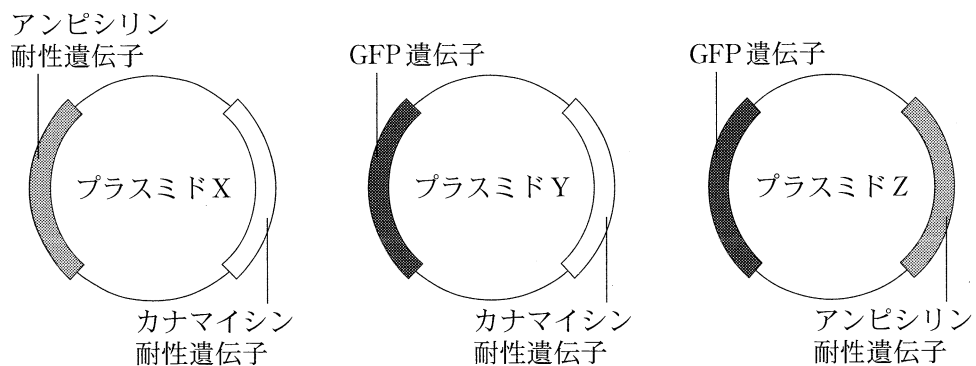 アンピシリン
耐性遺伝子
プラスミドX
カナマイシン
耐性遺伝子
GFP遺伝子
プラスミドY
カナマイシン
耐性遺伝子
GFP遺伝子
プラスミドZ
アンピシリン
耐性遺伝子